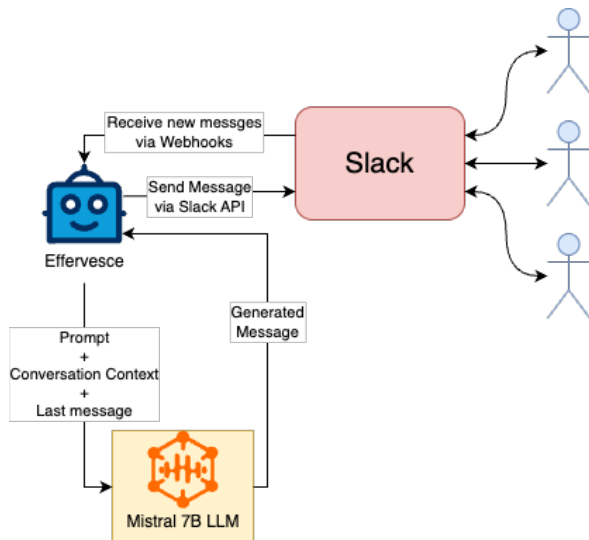 Receive new messges
via Webhooks
Slack
Send Message
via Slack API
Effervesce
Generated
Message
Prompt
+
Conversation Context
+
Last message
Mistral 7B LLM